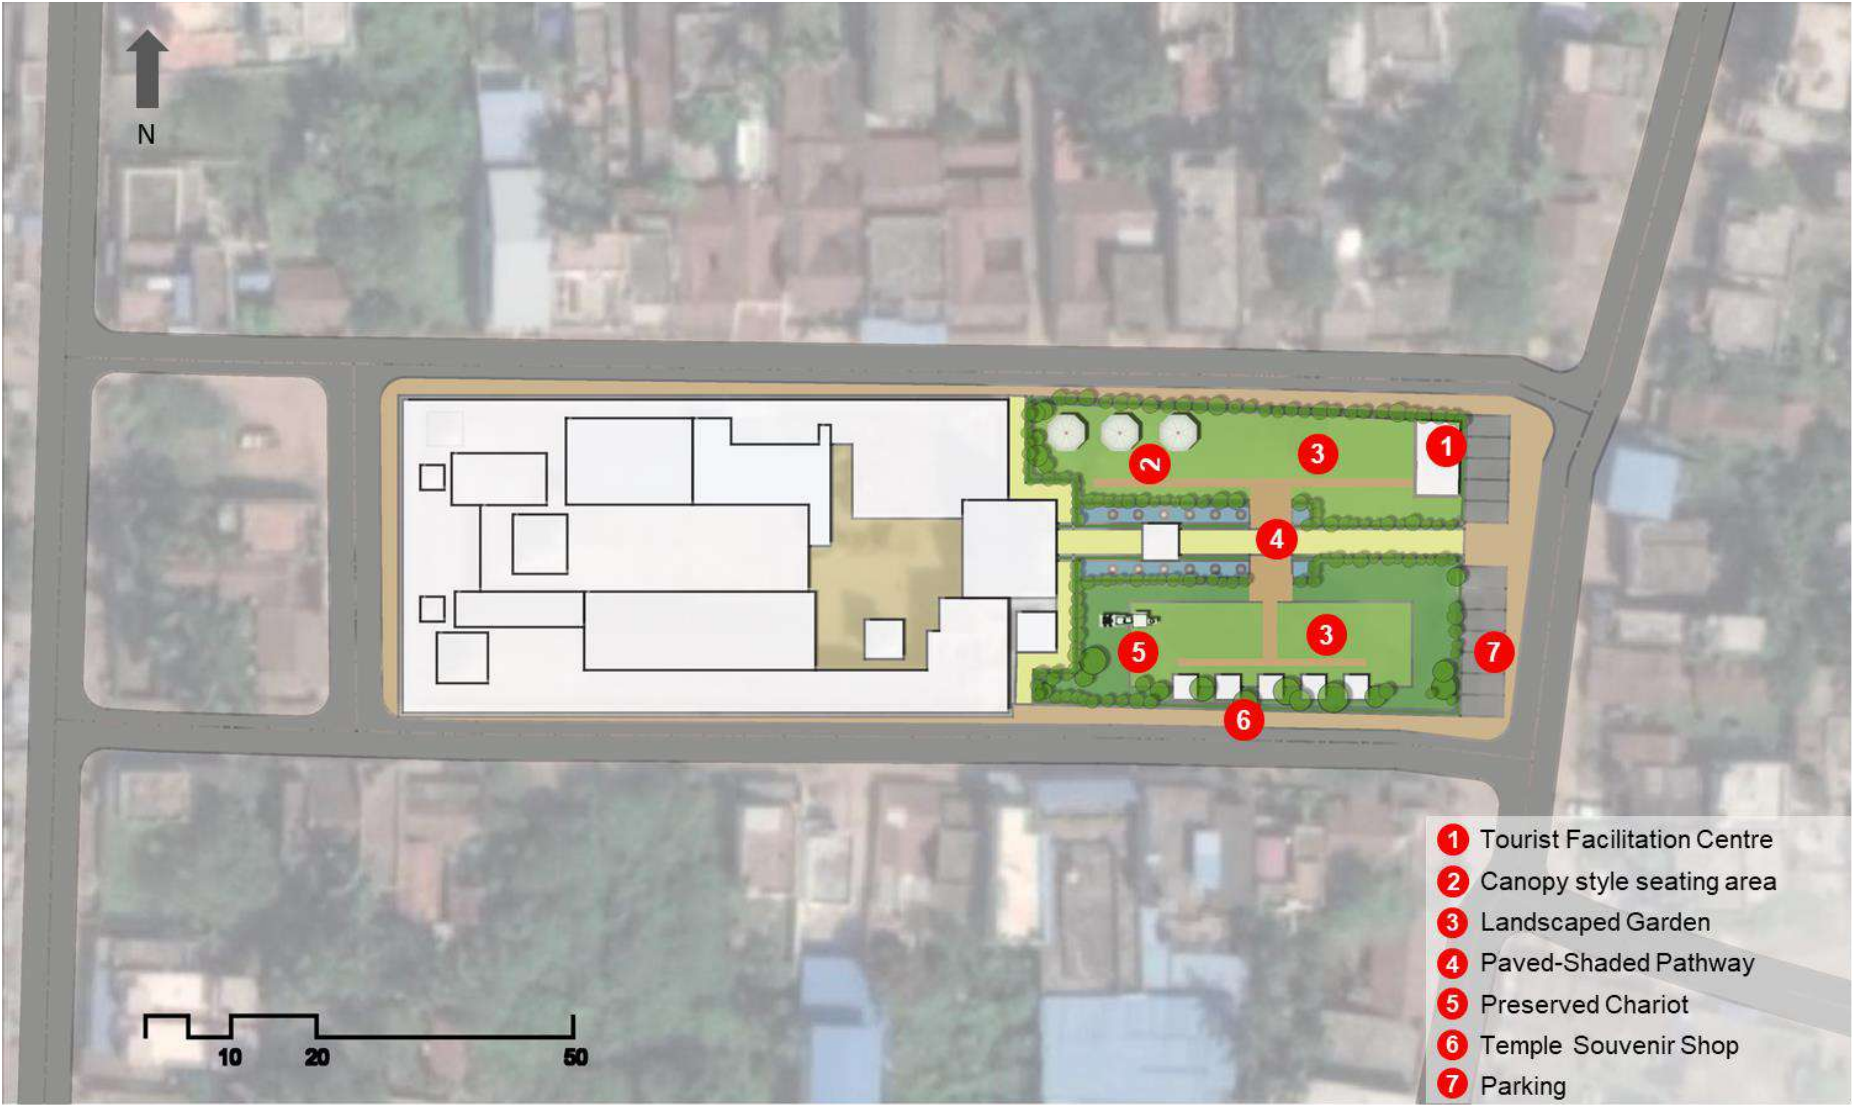 N
1
2
3
4
3
5
7
6
1 Tourist Facilitation Centre
2 Canopy style seating area
3 Landscaped Garden
4 Paved-Shaded Pathway
5 Preserved Chariot
6 Temple Souvenir Shop
7 Parking
10 20 50